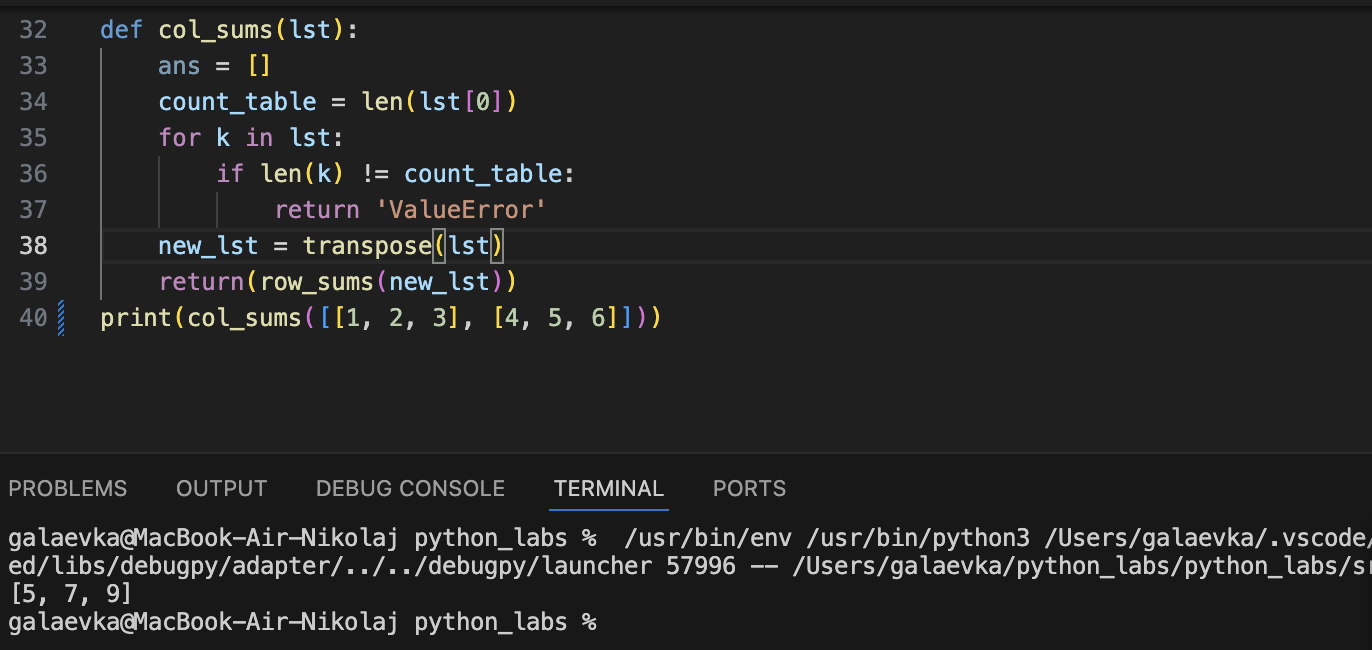 32 def col_sums(lst):
33 ans = []
34 count_table = len(lst[0])
35 for k in lst:
36 if len(k) != count_table:
37 return 'ValueError'
38 new_lst = transpose(lst)
39 return(row_sums(new_lst))
40 print(col_sums([[1, 2, 3], [4, 5, 6]]))
PROBLEMS OUTPUT DEBUG CONSOLE TERMINAL PORTS
galaevka@MacBook-Air-Nikolaj python_labs % /usr/bin/env /usr/bin/python3 /Users/galaevka/.vscode/
ed/libs/debugpy/adapter/../../debugpy/launcher 57996 -- /Users/galaevka/python_labs/python_labs/sr
[5, 7, 9]
galaevka@MacBook-Air-Nikolaj python_labs %